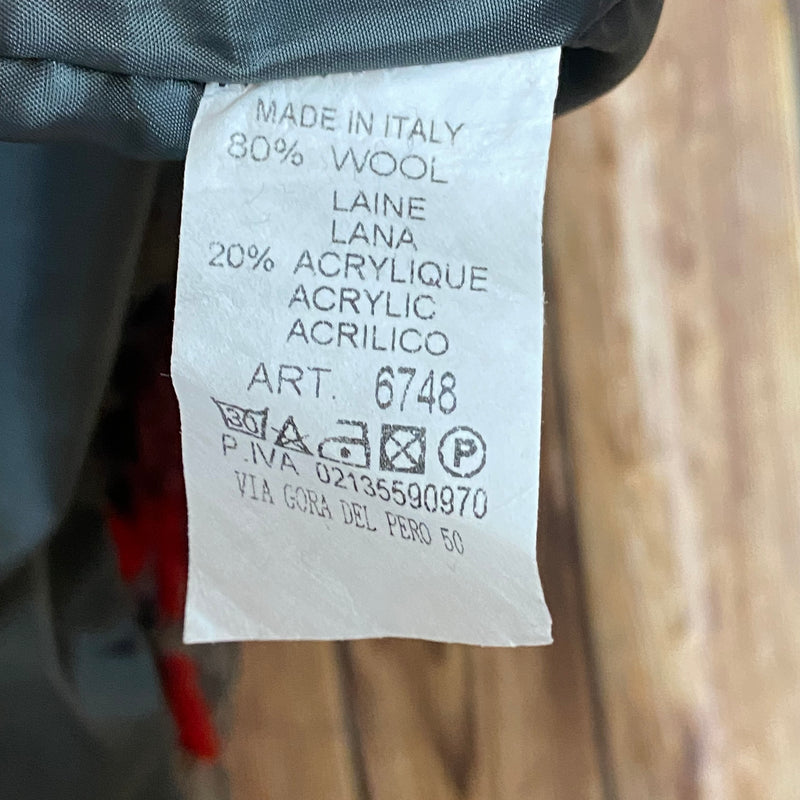 MADE IN ITALY
80% WOOL
LAINE
LANA
20% ACRYLIQUE
ACRYLIC
ACRILICO
ART. 6748
30 P
P.IVA 02135590970
VIA GORA DEL PERO 50